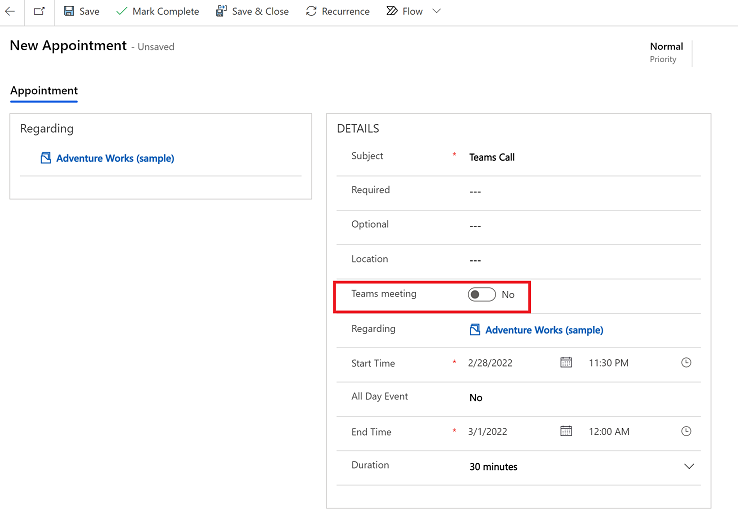 Save Mark Complete Save & Close Recurrence Flow
New Appointment - Unsaved
Normal
Priority
Appointment
Regarding
Adventure Works (sample)
DETAILS
Subject * Teams Call
Required ---
Optional ---
Location ---
Teams meeting No
Regarding Adventure Works (sample)
Start Time * 2/28/2022 11:30 PM
All Day Event No
End Time * 3/1/2022 12:00 AM
Duration 30 minutes